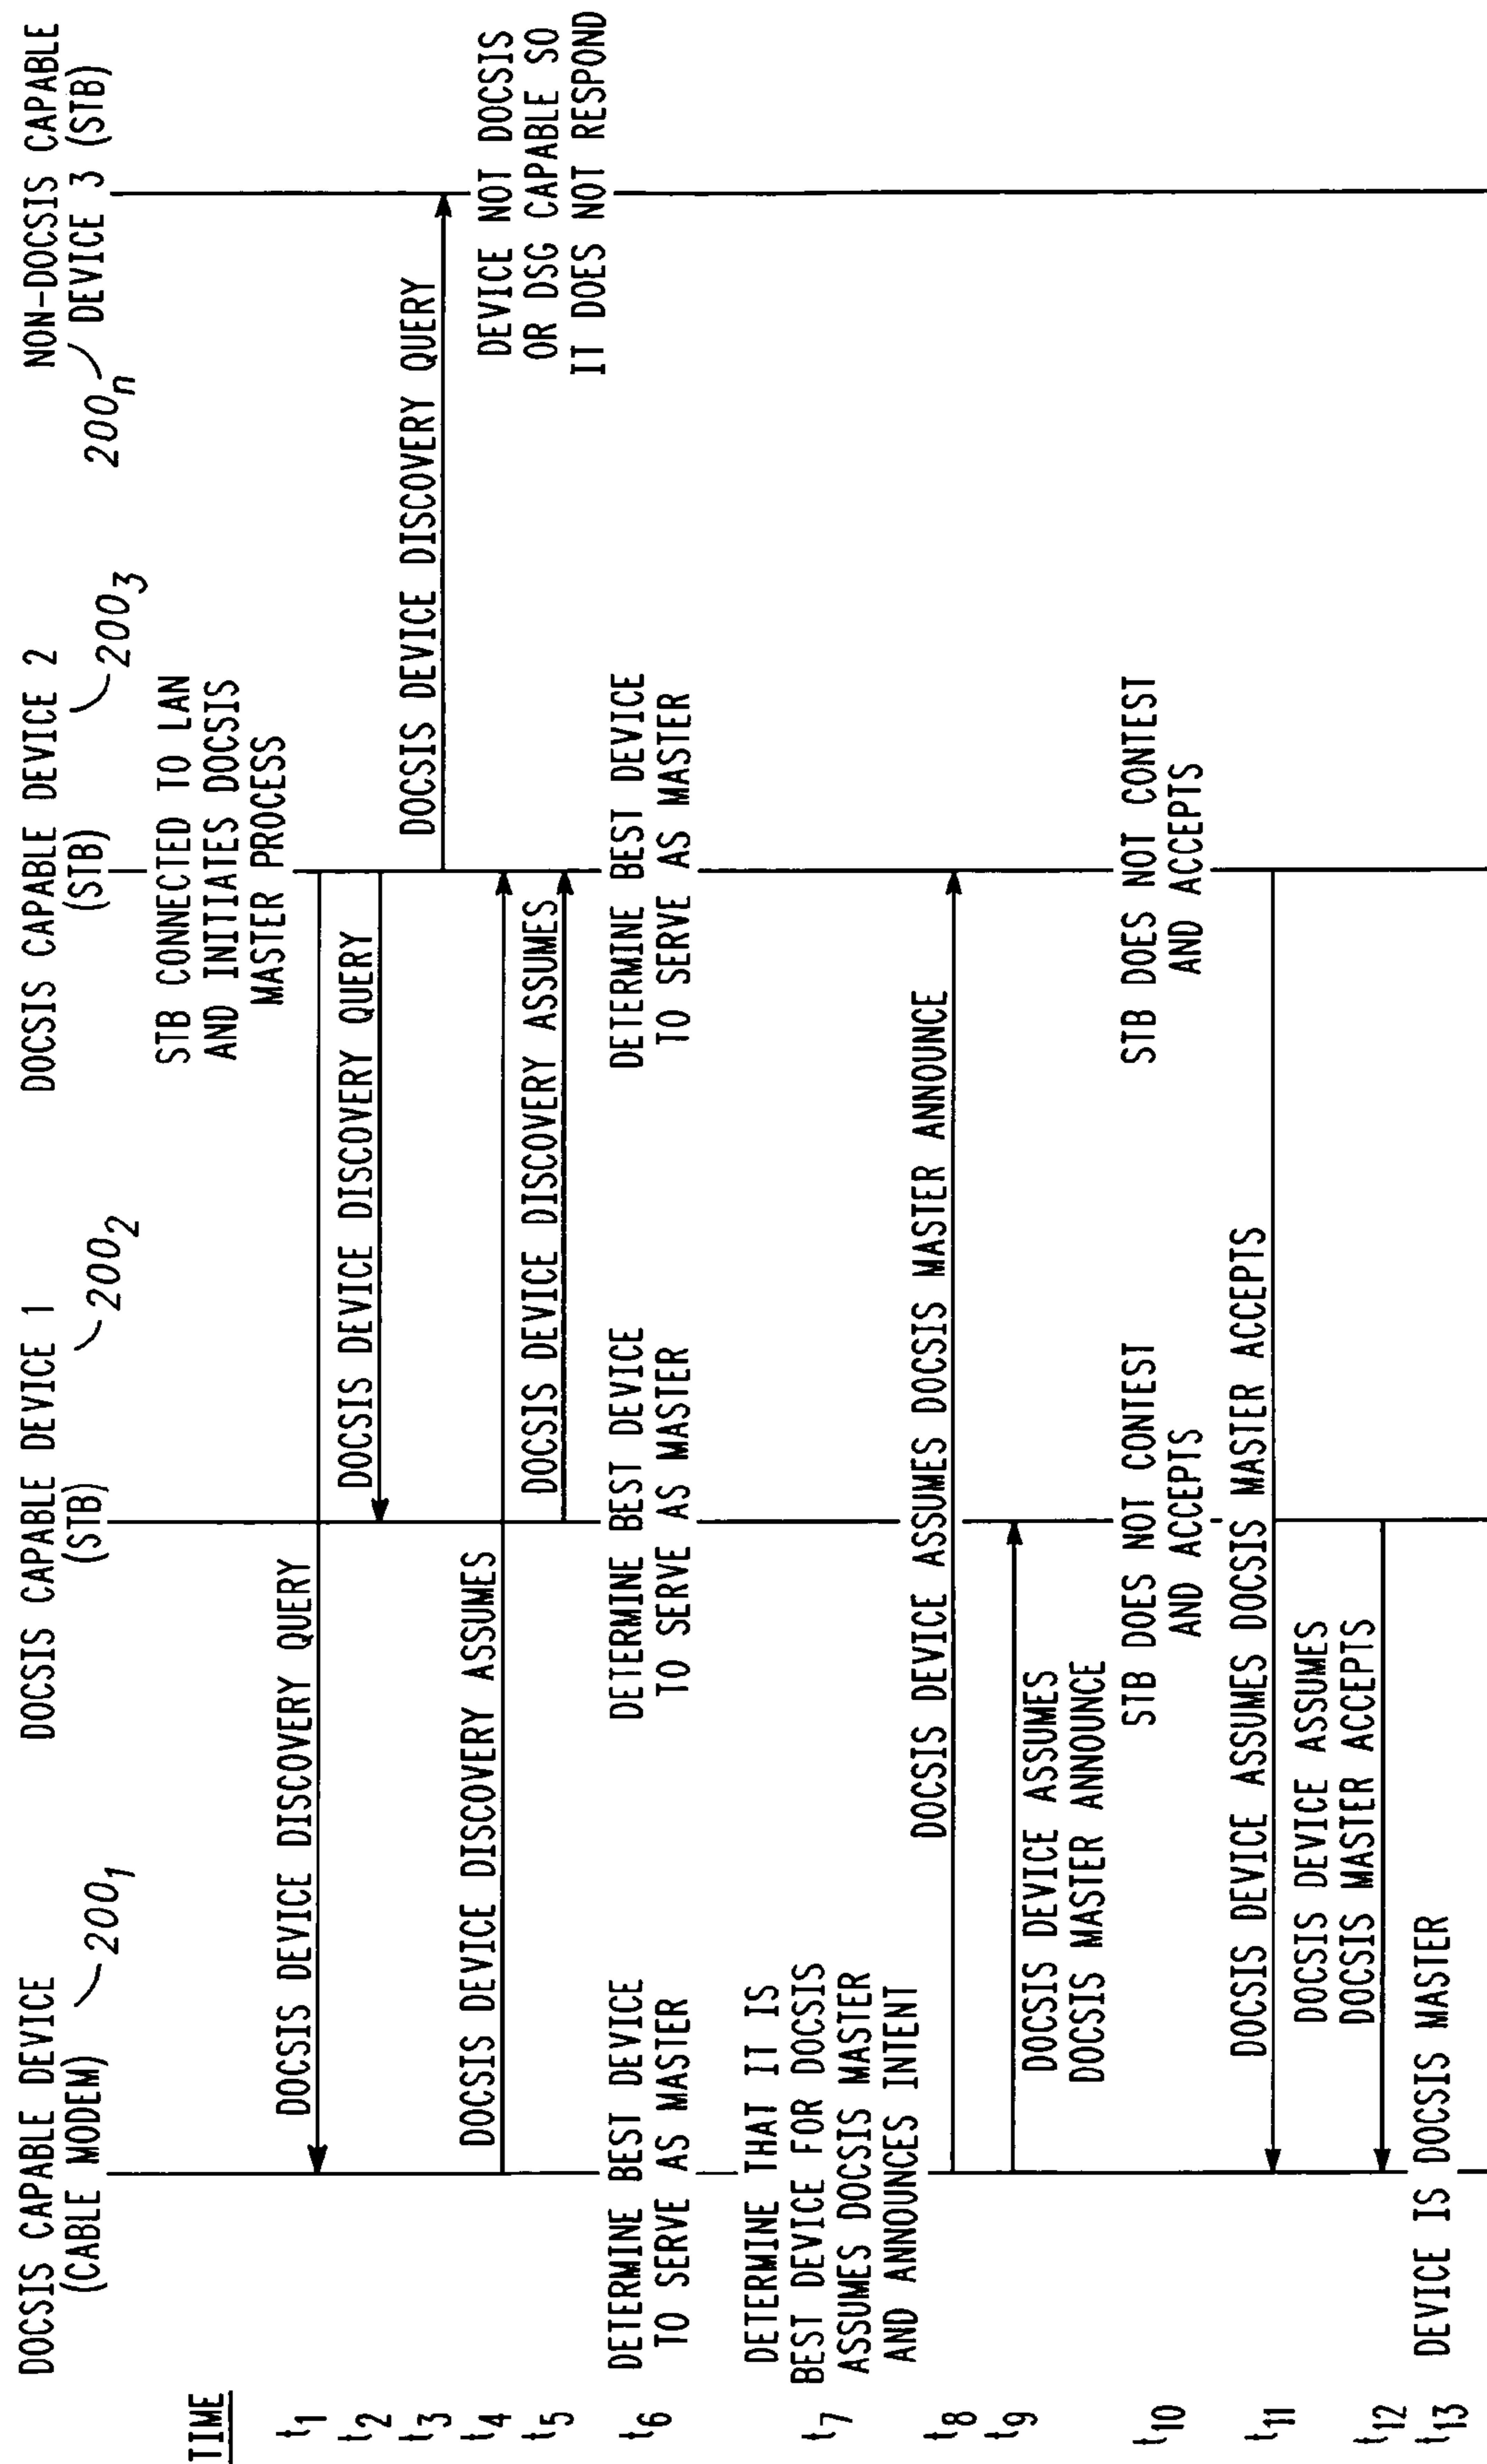 DOCSIS CAPABLE DEVICE
(CABLE MODEM)
200₁
DOCSIS CAPABLE DEVICE 1
(STB)
200₂
DOCSIS CAPABLE DEVICE 2
(STB)
200₃
NON-DOCSIS CAPABLE
DEVICE 3 (STB)
200ₙ
TIME
STB CONNECTED TO LAN
AND INITIATES DOCSIS
MASTER PROCESS
t₁
DOCSIS DEVICE DISCOVERY QUERY
t₂
DOCSIS DEVICE DISCOVERY QUERY
t₃
DOCSIS DEVICE DISCOVERY QUERY
t₄
DOCSIS DEVICE DISCOVERY ASSUMES
DEVICE NOT DOCSIS
OR DSG CAPABLE SO
IT DOES NOT RESPOND
t₅
DOCSIS DEVICE DISCOVERY ASSUMES
t₆
DETERMINE BEST DEVICE
TO SERVE AS MASTER
DETERMINE BEST DEVICE
TO SERVE AS MASTER
DETERMINE BEST DEVICE
TO SERVE AS MASTER
t₇
DETERMINE THAT IT IS
BEST DEVICE FOR DOCSIS
ASSUMES DOCSIS MASTER
AND ANNOUNCES INTENT
t₈
DOCSIS DEVICE ASSUMES DOCSIS MASTER ANNOUNCE
t₉
DOCSIS DEVICE ASSUMES
DOCSIS MASTER ANNOUNCE
t₁₀
STB DOES NOT CONTEST
AND ACCEPTS
STB DOES NOT CONTEST
AND ACCEPTS
t₁₁
DOCSIS DEVICE ASSUMES DOCSIS MASTER ACCEPTS
t₁₂
DOCSIS DEVICE ASSUMES
DOCSIS MASTER ACCEPTS
t₁₃
DEVICE IS DOCSIS MASTER